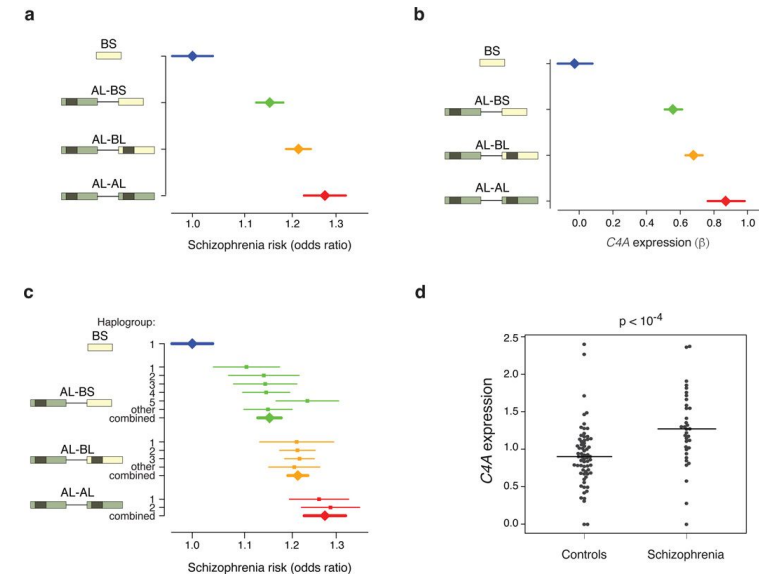 a
BS
AL-BS
AL-BL
AL-AL
1.0 1.1 1.2 1.3
Schizophrenia risk (odds ratio)
b
BS
AL-BS
AL-BL
AL-AL
0.0 0.2 0.4 0.6 0.8 1.0
C4A expression (β)
c
Haplogroup:
BS
1
AL-BS
1
2
3
4
5
other
combined
AL-BL
1
2
3
other
combined
AL-AL
1
2
combined
1.0 1.1 1.2 1.3
Schizophrenia risk (odds ratio)
d
p < 10-4
C4A expression
2.5
2.0
1.5
1.0
0.5
0.0
Controls Schizophrenia